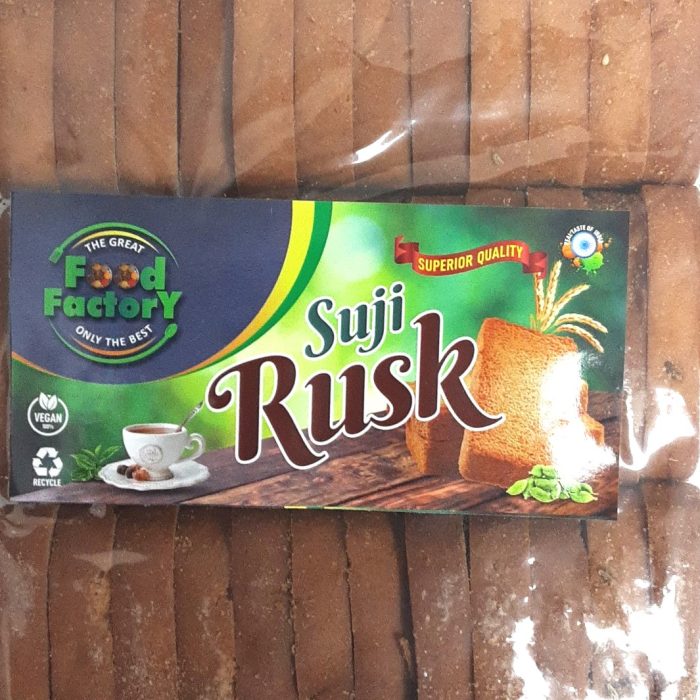 THE GREAT
Food
FactorY
ONLY THE BEST
SUPERIOR QUALITY
Suji
Rusk
VEGAN
100%
RECYCLE